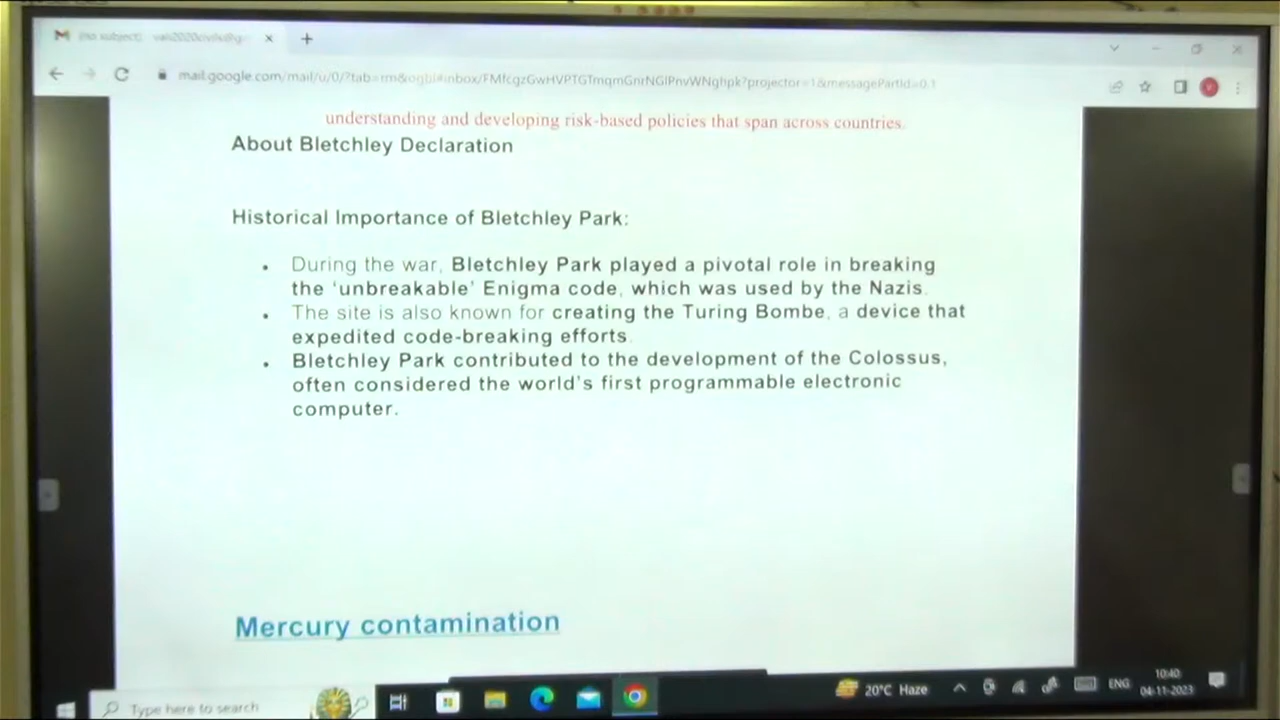 (no subject)
mail.google.com/mail/u/0/?tab=rm&ogbl#inbox/FMfcgzGwHVPTGTmqmGnrNGlPnvWNghpk?projector=1&messagePartId=0.1
understanding and developing risk-based policies that span across countries.
About Bletchley Declaration
Historical Importance of Bletchley Park:
• During the war, Bletchley Park played a pivotal role in breaking
the ‘unbreakable’ Enigma code, which was used by the Nazis.
• The site is also known for creating the Turing Bombe, a device that
expedited code-breaking efforts.
• Bletchley Park contributed to the development of the Colossus,
often considered the world’s first programmable electronic
computer.
Mercury contamination
Type here to search
20°C Haze
ENG
10:40
04-11-2023